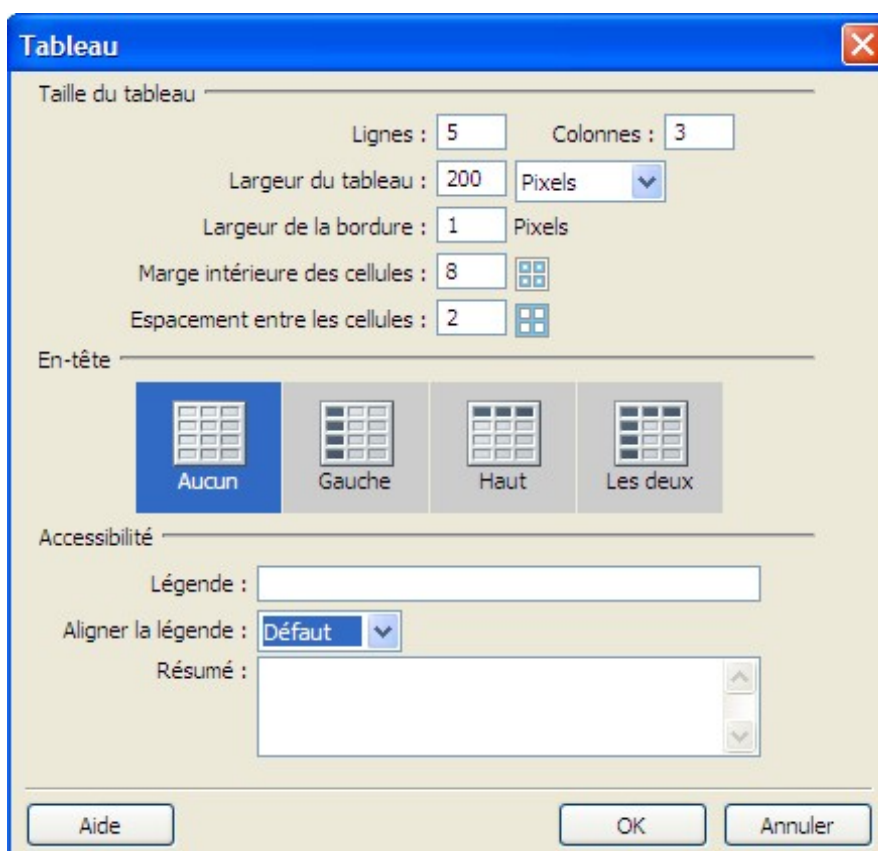 Tableau
Taille du tableau
Lignes : 5 Colonnes : 3
Largeur du tableau : 200 Pixels
Largeur de la bordure : 1 Pixels
Marge intérieure des cellules : 8
Espacement entre les cellules : 2
En-tête
Aucun Gauche Haut Les deux
Accessibilité
Légende :
Aligner la légende : Défaut
Résumé :
Aide OK Annuler